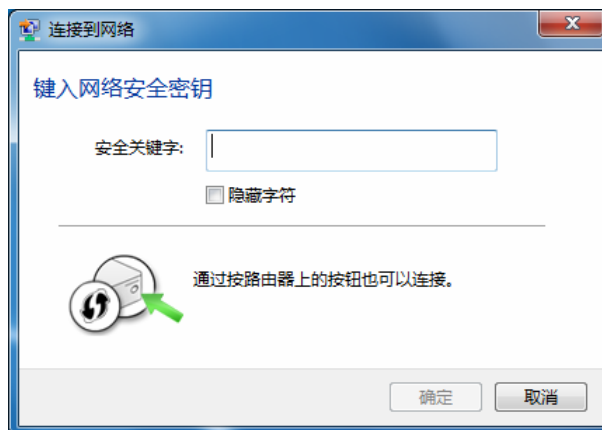 连接到网络
键入网络安全密钥
安全关键字:
隐藏字符
通过按路由器上的按钮也可以连接。
确定
取消